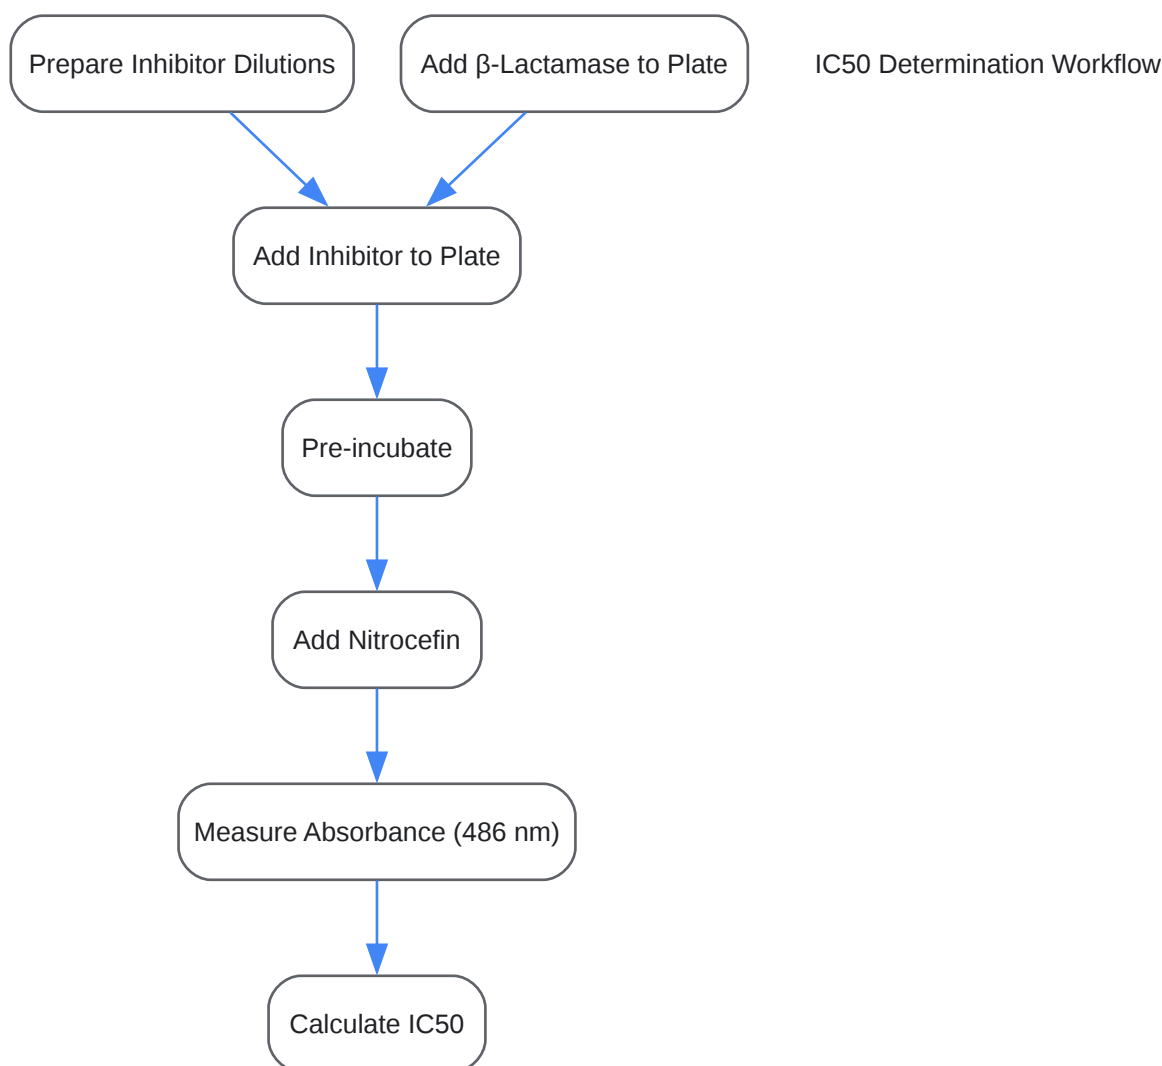 Prepare Inhibitor Dilutions
Add β-Lactamase to Plate
IC50 Determination Workflow
Add Inhibitor to Plate
Pre-incubate
Add Nitrocefin
Measure Absorbance (486 nm)
Calculate IC50